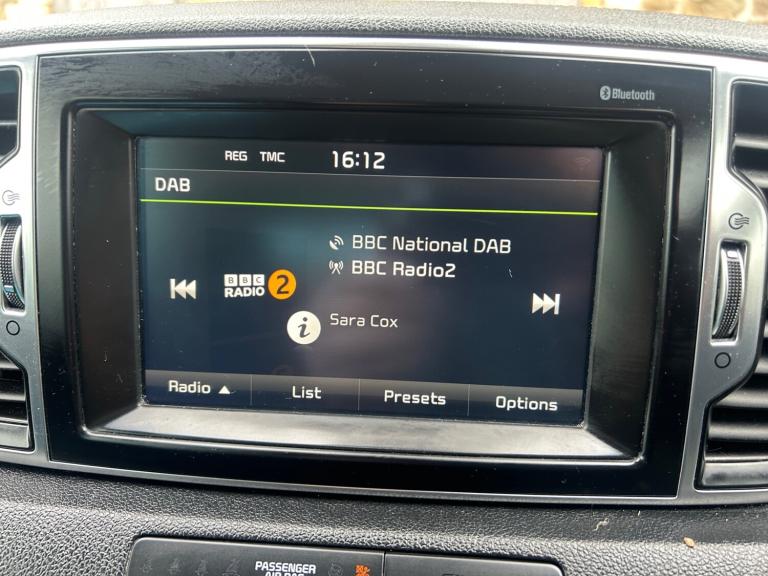 Bluetooth
REG TMC 16:12
DAB
BBC National DAB
BBC Radio2
BBC
RADIO 2
i Sara Cox
Radio ▲ List Presets Options
PASSENGER
AIR BAG